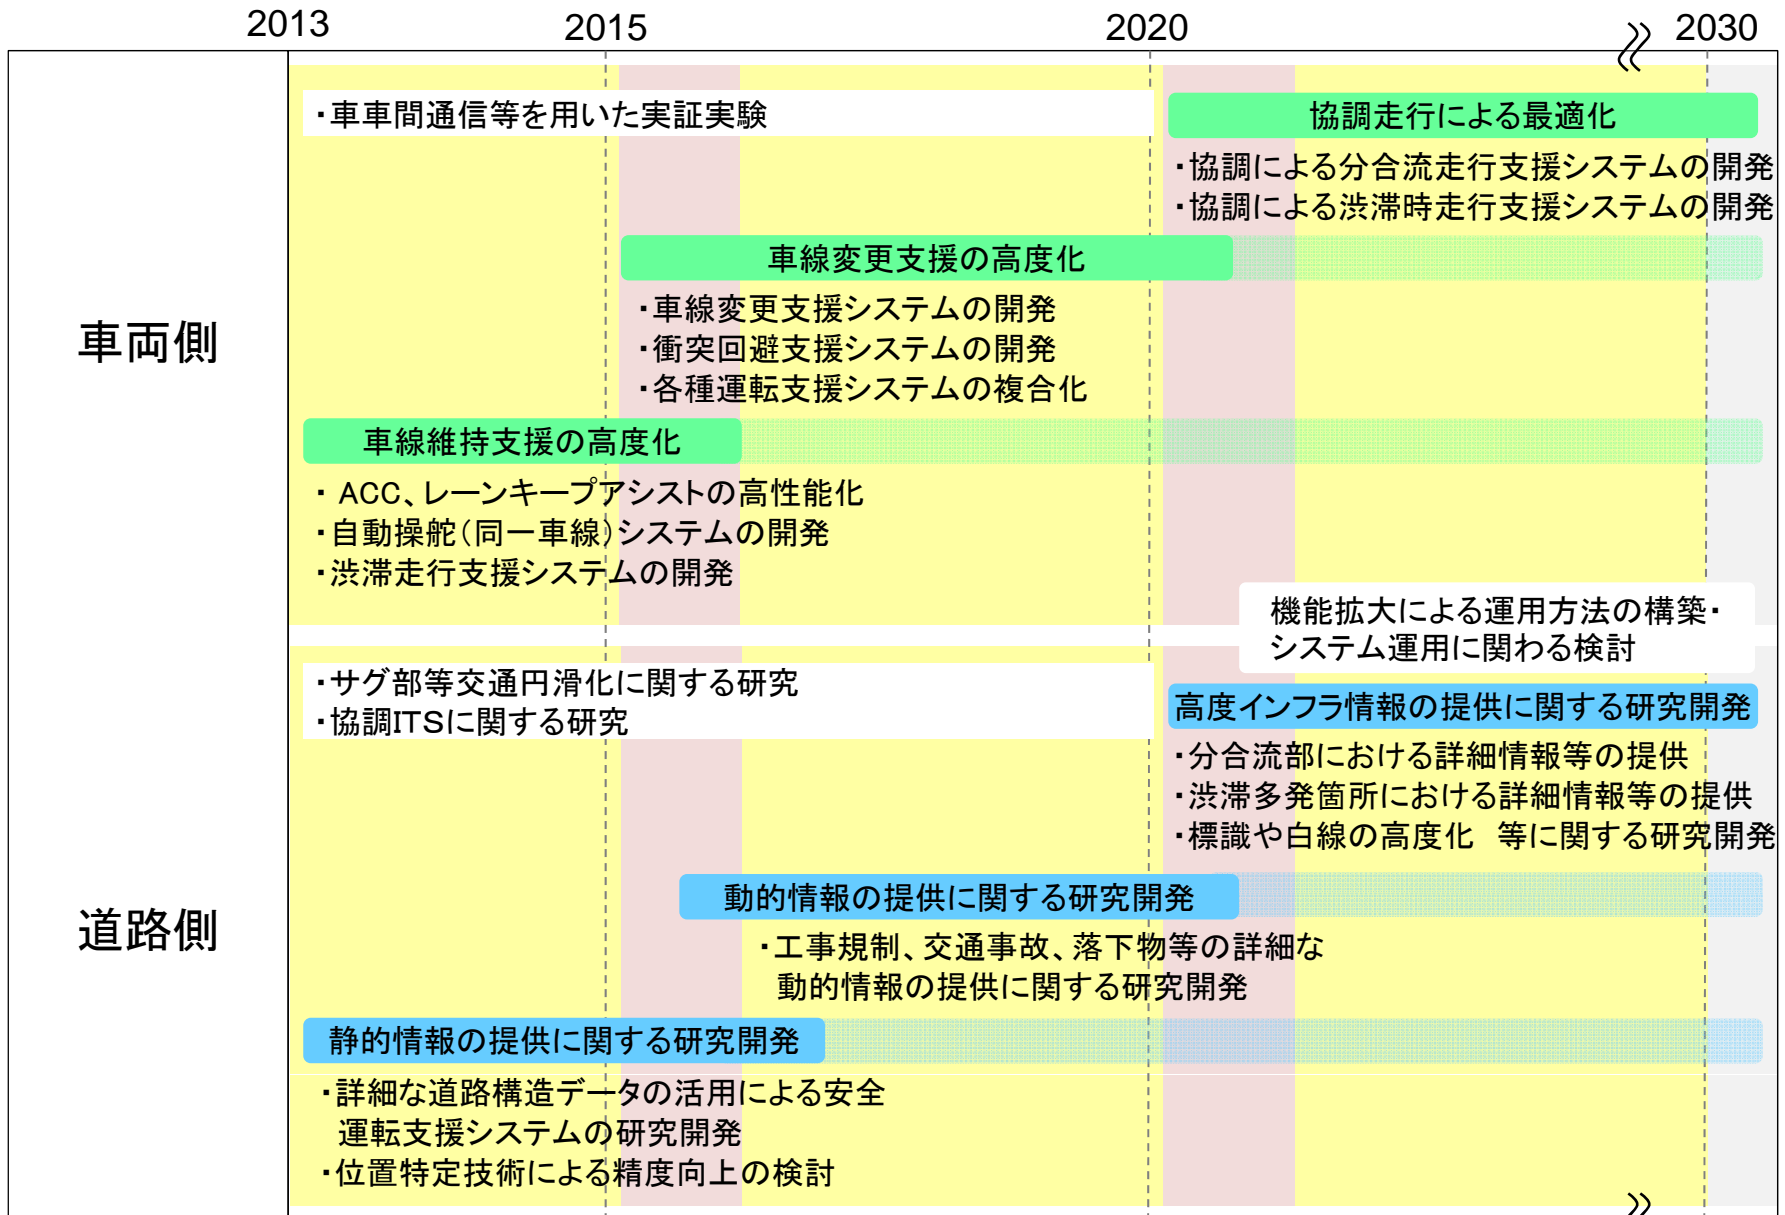 2013 2015 2020 2030
車両側
・車車間通信等を用いた実証実験
協調走行による最適化
・協調による分合流走行支援システムの開発
・協調による渋滞時走行支援システムの開発
車線変更支援の高度化
・車線変更支援システムの開発
・衝突回避支援システムの開発
・各種運転支援システムの複合化
車線維持支援の高度化
・ ACC、レーンキープアシストの高性能化
・自動操舵(同一車線)システムの開発
・渋滞走行支援システムの開発
機能拡大による運用方法の構築・
システム運用に関わる検討
道路側
・サグ部等交通円滑化に関する研究
・協調ITSに関する研究
高度インフラ情報の提供に関する研究開発
・分合流部における詳細情報等の提供
・渋滞多発箇所における詳細情報等の提供
・標識や白線の高度化 等に関する研究開発
動的情報の提供に関する研究開発
・工事規制、交通事故、落下物等の詳細な
動的情報の提供に関する研究開発
静的情報の提供に関する研究開発
・詳細な道路構造データの活用による安全
運転支援システムの研究開発
・位置特定技術による精度向上の検討